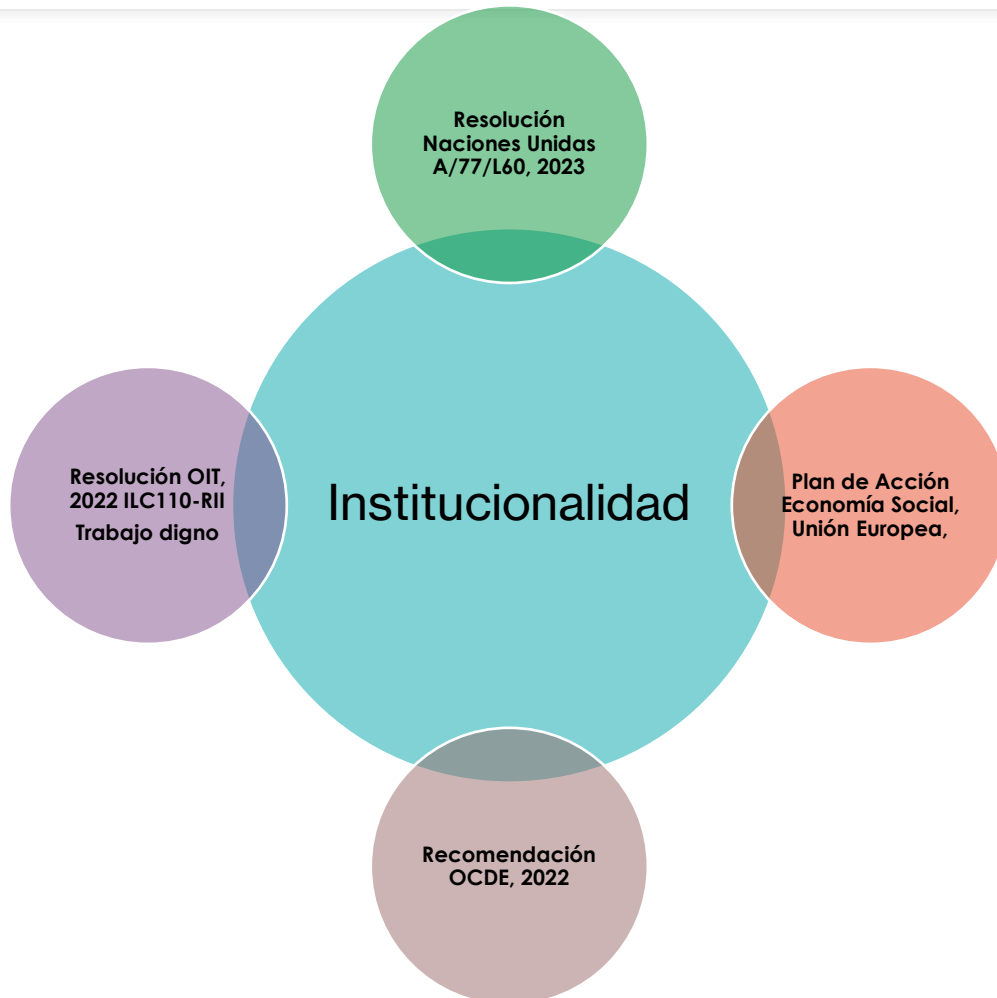 Resolución
Naciones Unidas
A/77/L60, 2023
Resolución OIT,
2022 ILC110-RII
Trabajo digno
Institucionalidad
Plan de Acción
Economía Social,
Unión Europea,
Recomendación
OCDE, 2022